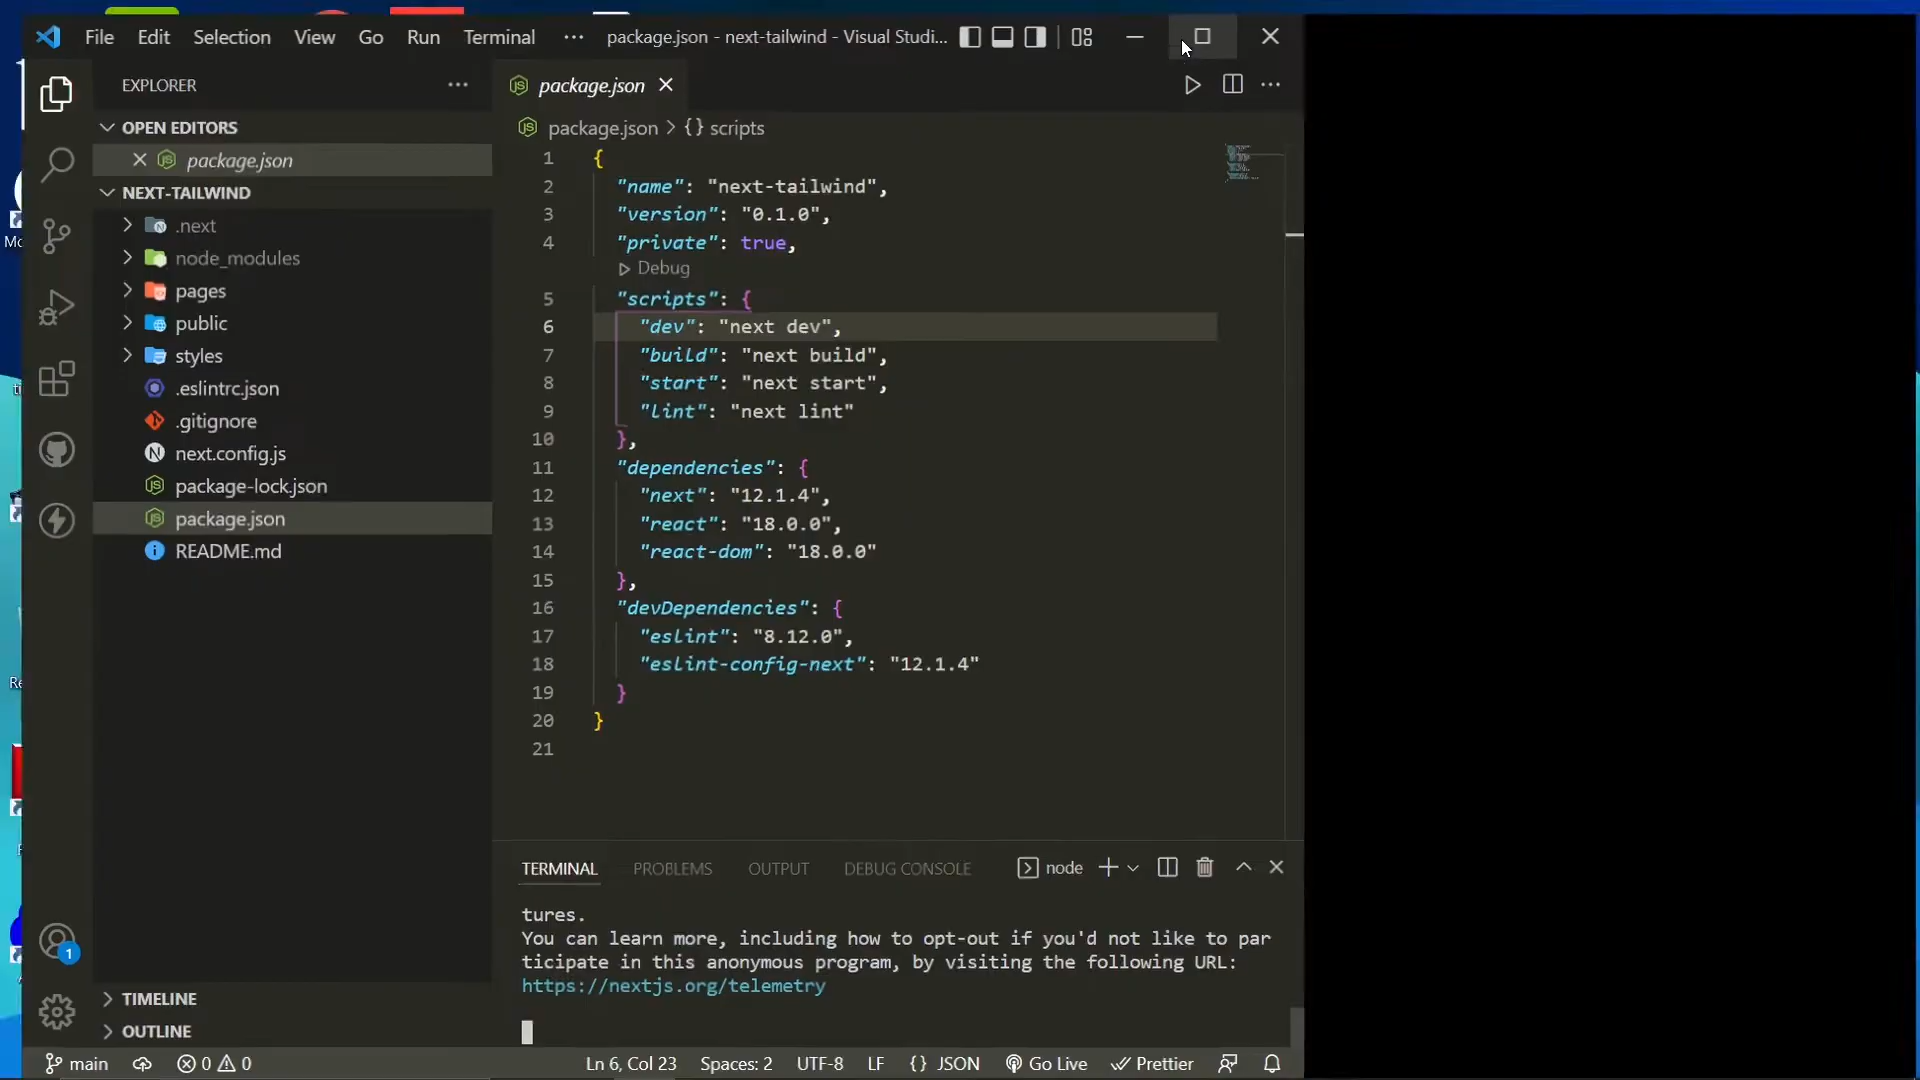 File Edit Selection View Go Run Terminal ··· package.json - next-tailwind - Visual Studi...
EXPLORER
OPEN EDITORS
package.json
NEXT-TAILWIND
.next
node_modules
pages
public
styles
.eslintrc.json
.gitignore
next.config.js
package-lock.json
package.json
README.md
TIMELINE
OUTLINE
package.json
package.json > {} scripts
1 {
2 "name": "next-tailwind",
3 "version": "0.1.0",
4 "private": true,
Debug
5 "scripts": {
6 "dev": "next dev",
7 "build": "next build",
8 "start": "next start",
9 "lint": "next lint"
10 },
11 "dependencies": {
12 "next": "12.1.4",
13 "react": "18.0.0",
14 "react-dom": "18.0.0"
15 },
16 "devDependencies": {
17 "eslint": "8.12.0",
18 "eslint-config-next": "12.1.4"
19 }
20 }
21
TERMINAL PROBLEMS OUTPUT DEBUG CONSOLE node
tures.
You can learn more, including how to opt-out if you'd not like to par
ticipate in this anonymous program, by visiting the following URL:
https://nextjs.org/telemetry
1
main 0 0 Ln 6, Col 23 Spaces: 2 UTF-8 LF {} JSON Go Live Prettier